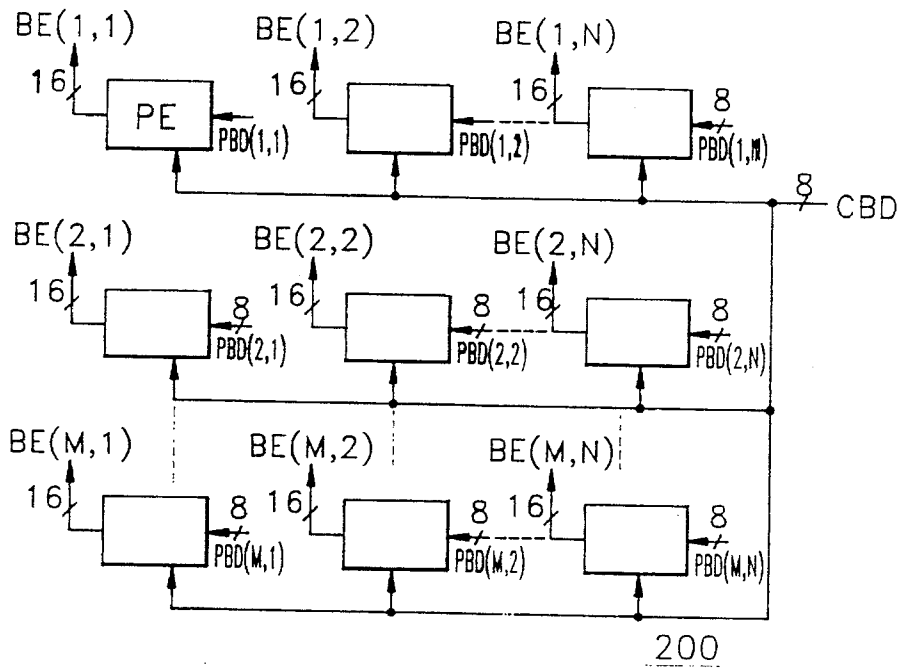 BE(1,1) BE(1,2) BE(1,N)
16 16 16 8
PE
PBD(1,1) PBD(1,2) PBD(1,N)
8
CBD
BE(2,1) BE(2,2) BE(2,N)
16 8 16 8 16 8
PBD(2,1) PBD(2,2) PBD(2,N)
BE(M,1) BE(M,2) BE(M,N)
16 8 16 8 16 8
PBD(M,1) PBD(M,2) PBD(M,N)
200